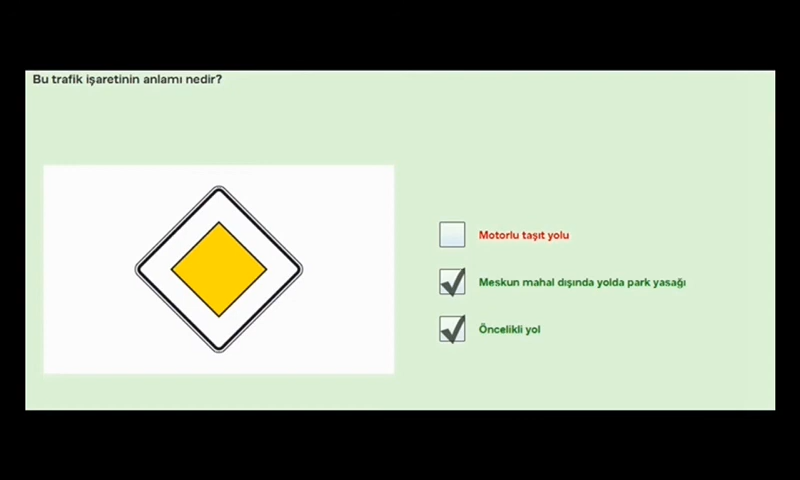 Bu trafik işaretinin anlamı nedir?
Motorlu taşıt yolu
Meskun mahal dışında yolda park yasağı
Öncelikli yol